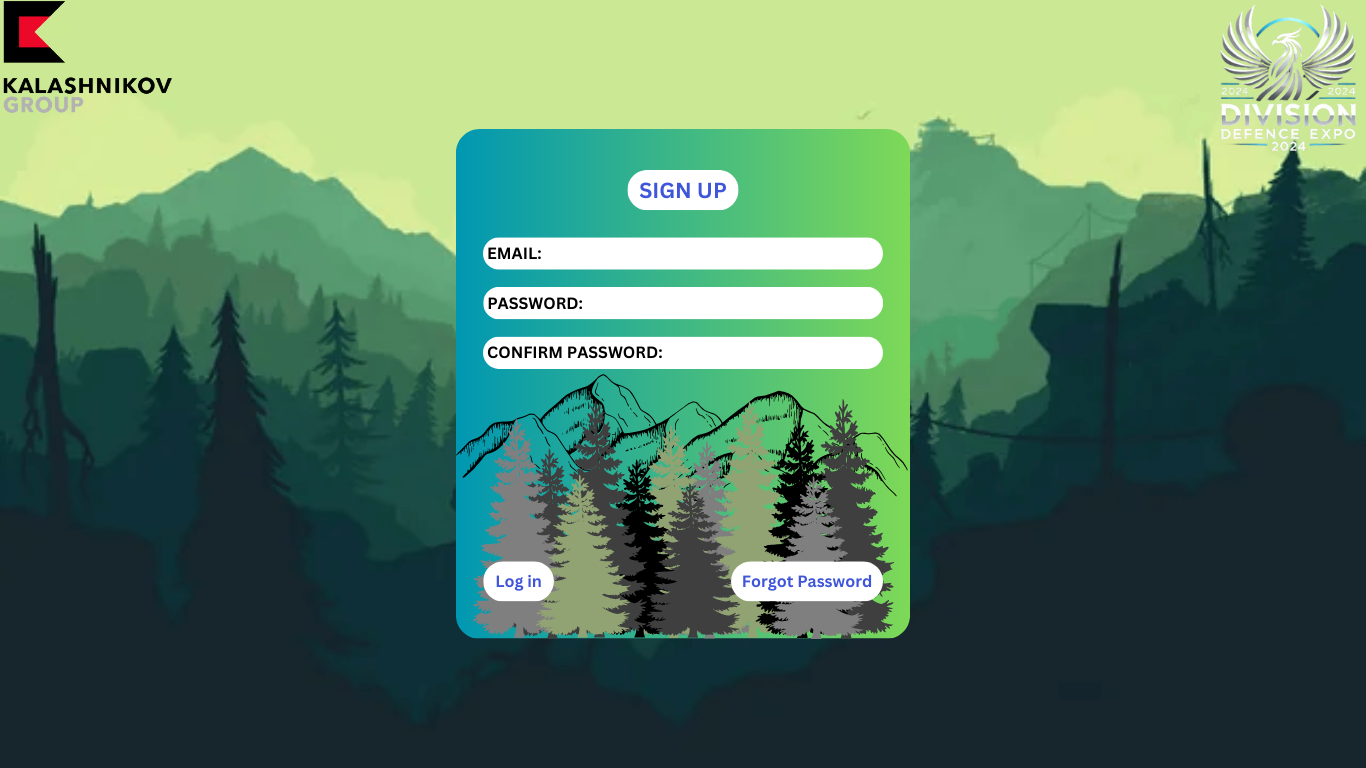 KALASHNIKOV
GROUP
2024 2024
DIVISION
DEFENCE EXPO
2024
SIGN UP
EMAIL:
PASSWORD:
CONFIRM PASSWORD:
Log in
Forgot Password